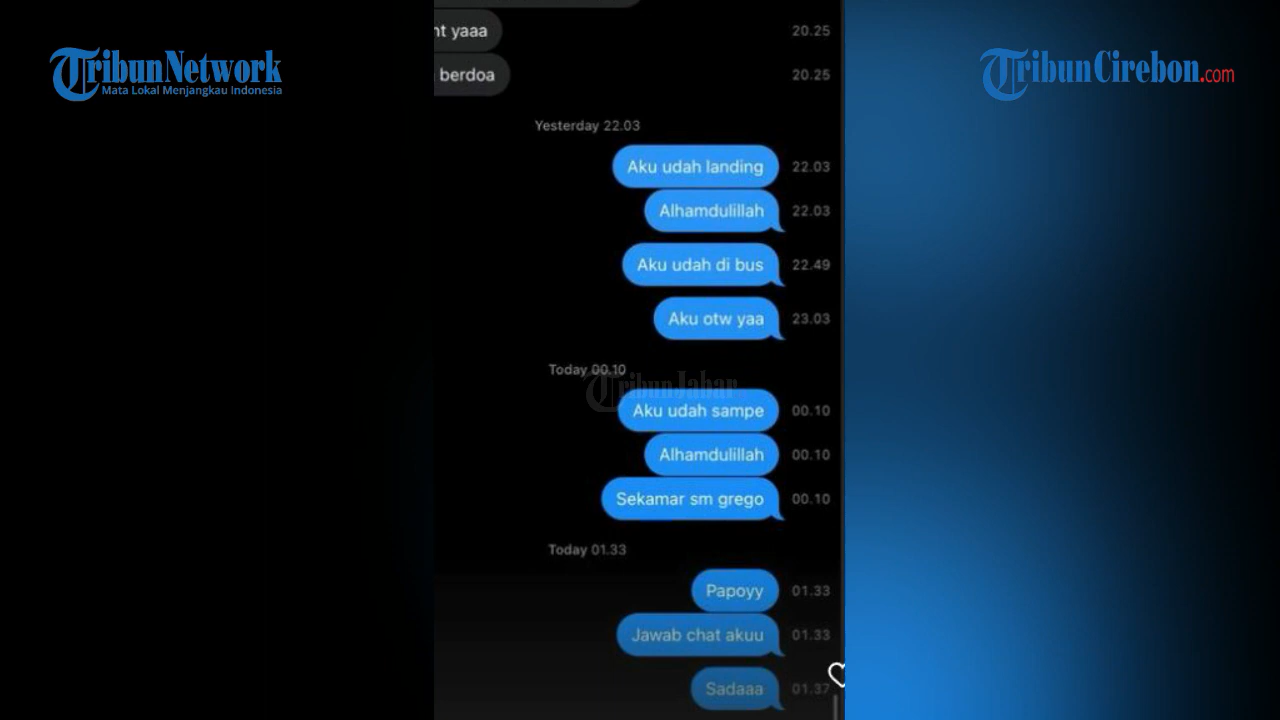 TribunNetwork
Mata Lokal Menjangkau Indonesia
TribunCirebon.com
nt yaaa 20.25
berdoa 20.25
Yesterday 22.03
Aku udah landing 22.03
Alhamdulillah 22.03
Aku udah di bus 22.49
Aku otw yaa 23.03
Today 00.10
TribunJabar
Aku udah sampe 00.10
Alhamdulillah 00.10
Sekamar sm grego 00.10
Today 01.33
Papoyy 01.33
Jawab chat akuu 01.33
Sadaaa 01.37